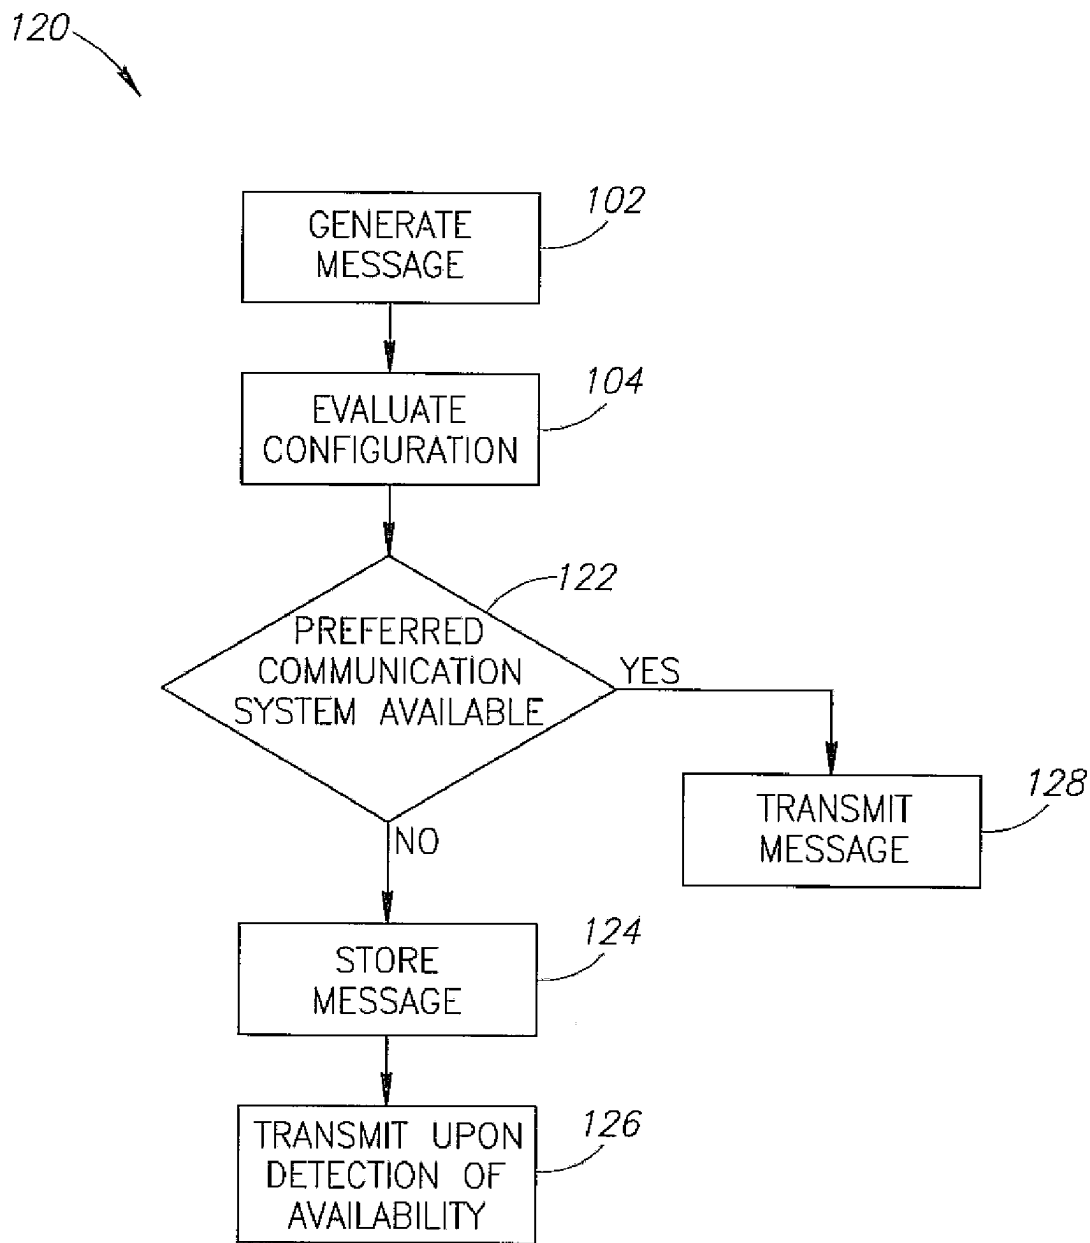 120
102
GENERATE
MESSAGE
104
EVALUATE
CONFIGURATION
122
PREFERRED
COMMUNICATION
SYSTEM AVAILABLE
YES
128
TRANSMIT
MESSAGE
NO
124
STORE
MESSAGE
126
TRANSMIT UPON
DETECTION OF
AVAILABILITY